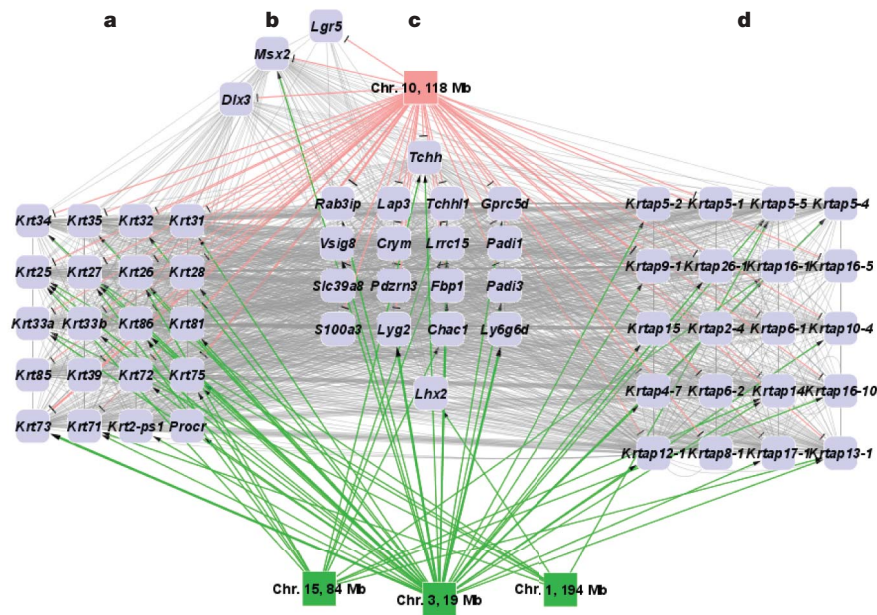 a b c d
Lgr5
Msx2
Dlx3
Chr. 10, 118 Mb
Tchh
Krt34 Krt35 Krt32 Krt31
Krt25 Krt27 Krt26 Krt28
Krt33a Krt33b Krt86 Krt81
Krt85 Krt39 Krt72 Krt75
Krt73 Krt71 Krt2-ps1 Procr
Rab3ip Lap3 Tchhl1 Gprc5d
Vsig8 Crym Lrrc15 Padi1
Slc39a8 Pdzrn3 Fbp1 Padi3
S100a3 Lyg2 Chac1 Ly6g6d
Lhx2
Krtap5-2 Krtap5-1 Krtap5-5 Krtap5-4
Krtap9-1 Krtap26-1 Krtap16-1 Krtap16-5
Krtap15 Krtap2-4 Krtap6-1 Krtap10-4
Krtap4-7 Krtap6-2 Krtap14 Krtap16-10
Krtap12-1 Krtap8-1 Krtap17-1 Krtap13-1
Chr. 15, 84 Mb
Chr. 3, 19 Mb
Chr. 1, 194 Mb